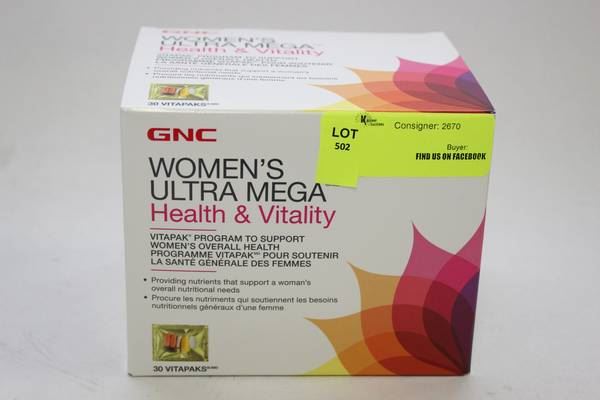 WOMEN'S
ULTRA MEGA
Health & Vitality
30 VITAPAKS
GNC
LOT
502
Consigner: 2670
Buyer:
FIND US ON FACEBOOK
WOMEN'S
ULTRA MEGA
Health & Vitality
VITAPAK PROGRAM TO SUPPORT
WOMEN'S OVERALL HEALTH
PROGRAMME VITAPAK POUR SOUTENIR
LA SANTÉ GÉNÉRALE DES FEMMES
• Providing nutrients that support a woman's
overall nutritional needs
• Procure les nutriments qui soutiennent les besoins
nutritionnels généraux d'une femme
30 VITAPAKS